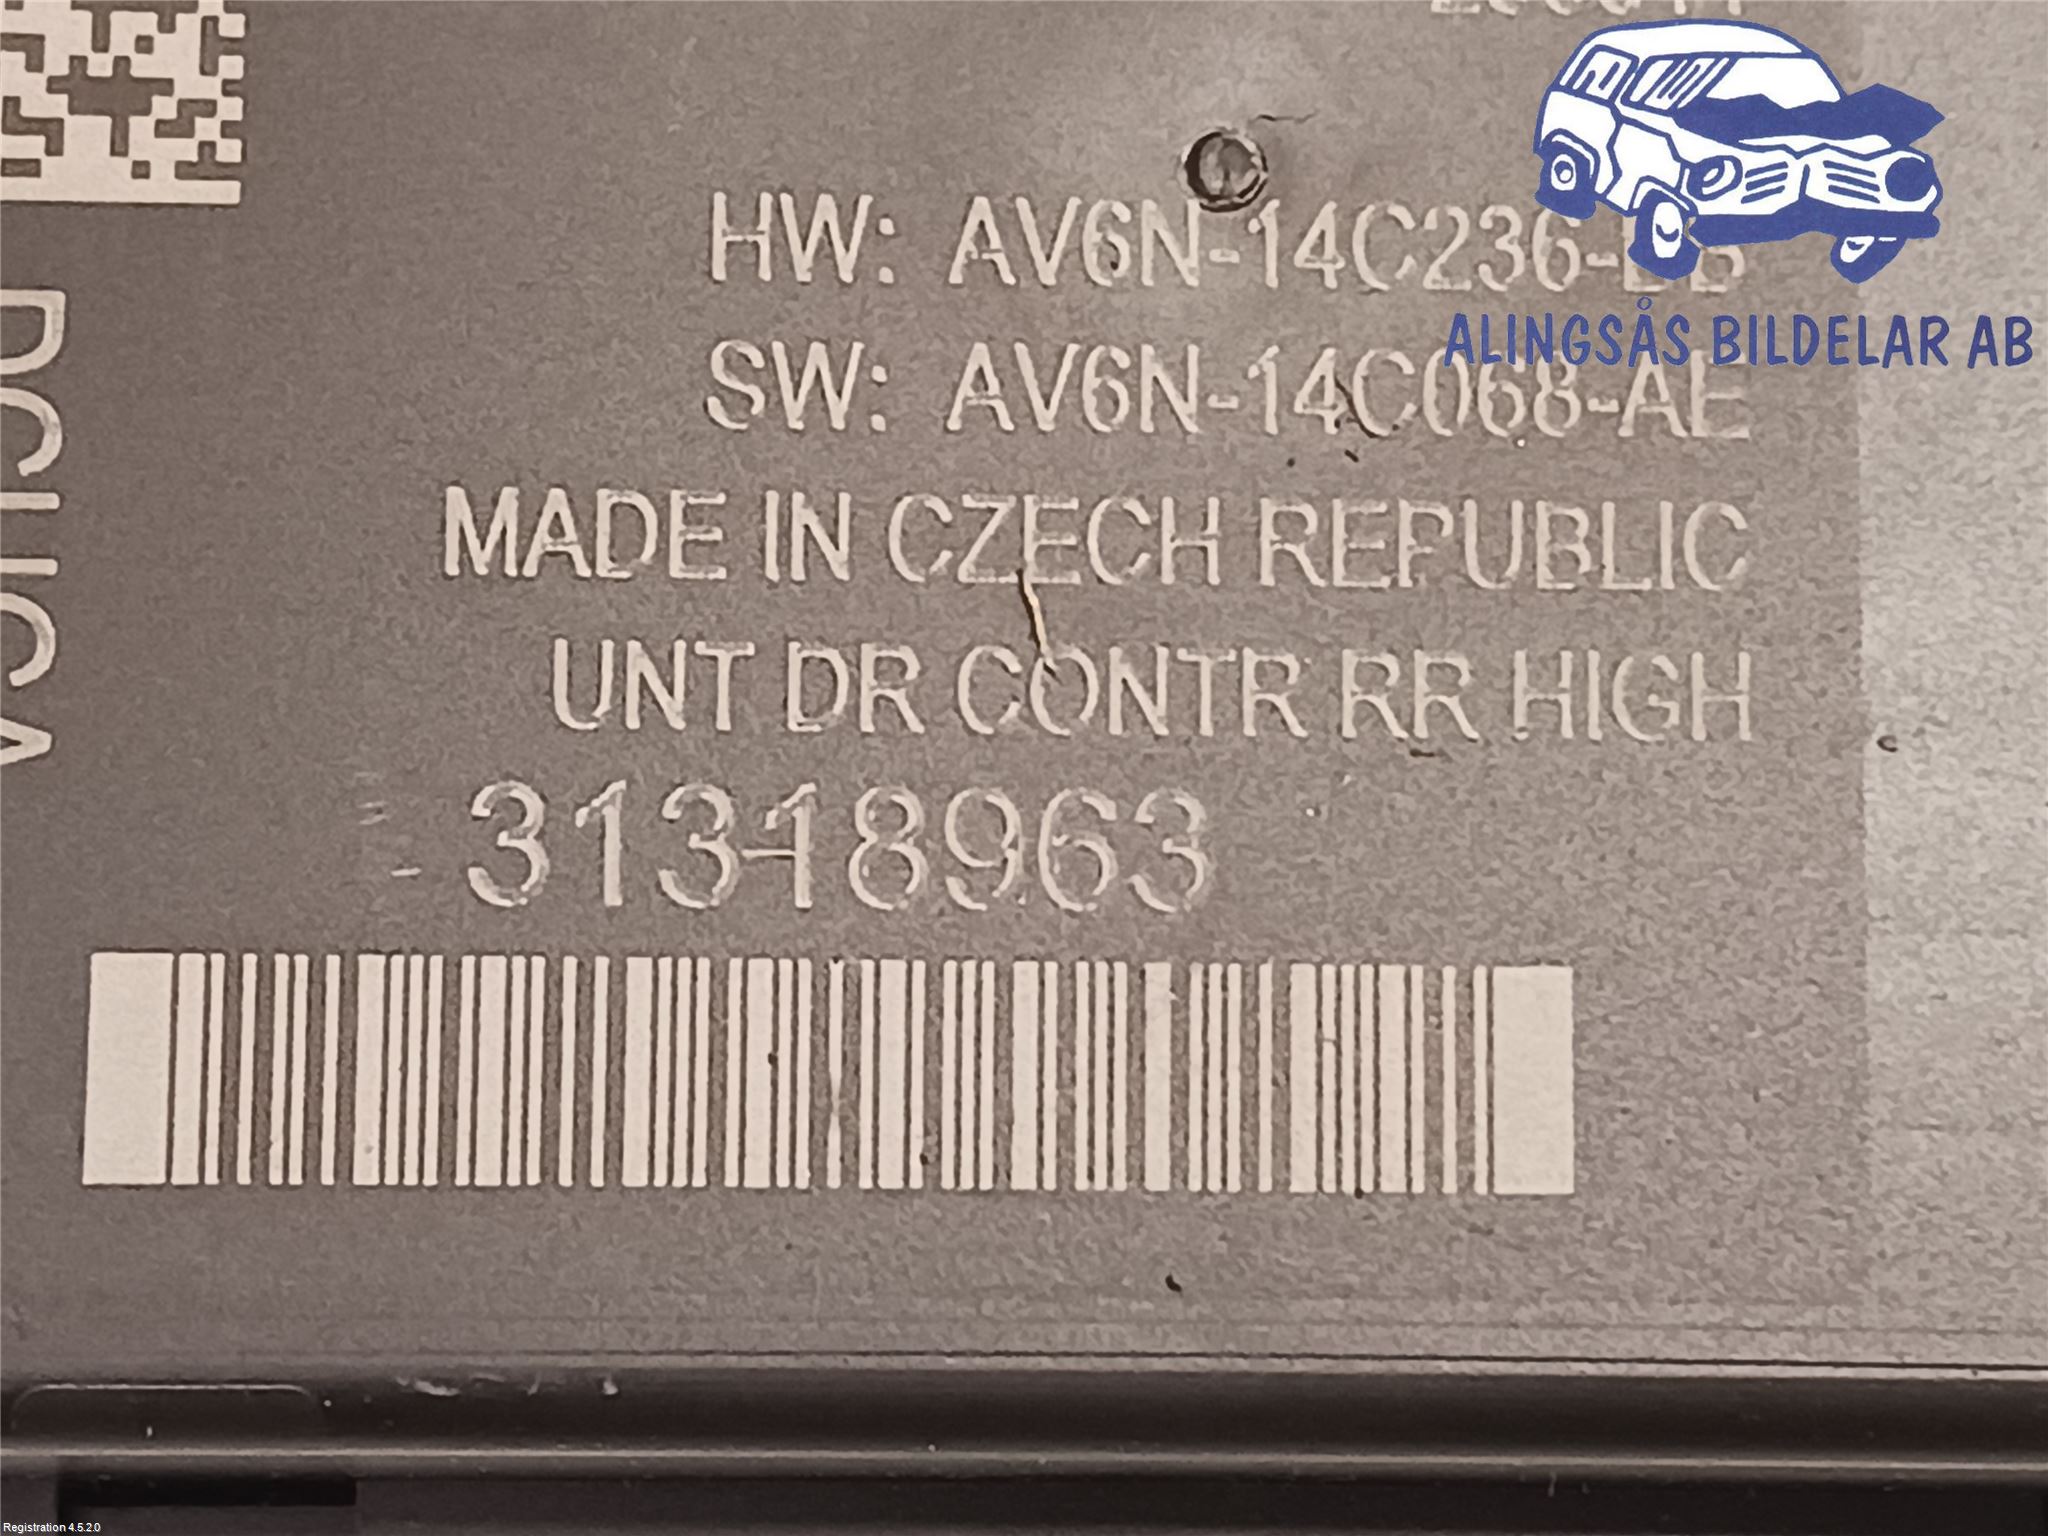 HW: AV6N-14C236-
ALINGSÅS BILDELAR AB
SW: AV6N-14C068-AE
MADE IN CZECH REPUBLIC
UNT DR CONTR RR HIGH
31318963
Registration 4.5.2.0